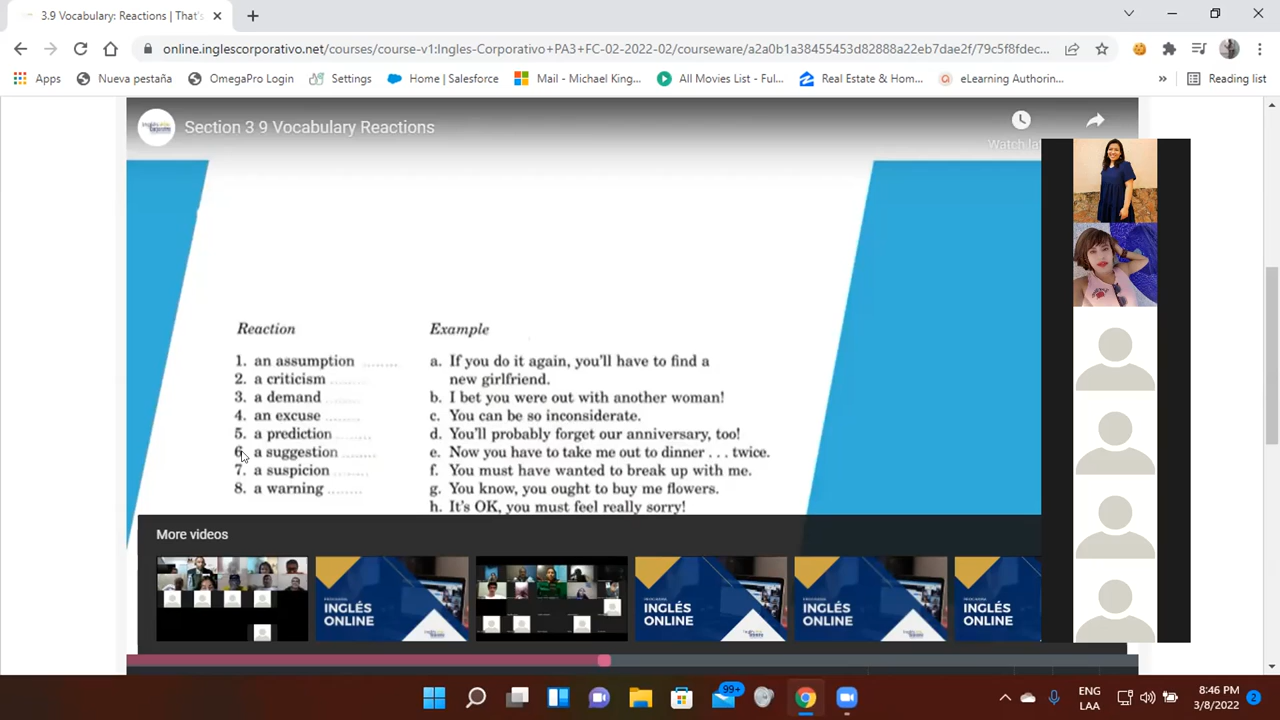 3.9 Vocabulary: Reactions | That's
online.inglescorporativo.net/courses/course-v1:Ingles-Corporativo+PA3+FC-02-2022-02/courseware/a2a0b1a38455453d82888a22eb7dae2f/79c5f8fdec...
Apps Nueva pestaña OmegaPro Login Settings Home | Salesforce Mail - Michael King... All Movies List - Ful... Real Estate & Hom... eLearning Authorin... » Reading list
Section 3 9 Vocabulary Reactions
Watch la
Reaction Example
1. an assumption ........ a. If you do it again, you'll have to find a
2. a criticism ........ new girlfriend.
3. a demand ........ b. I bet you were out with another woman!
4. an excuse ........ c. You can be so inconsiderate.
5. a prediction ........ d. You'll probably forget our anniversary, too!
6. a suggestion ........ e. Now you have to take me out to dinner . . . twice.
7. a suspicion ........ f. You must have wanted to break up with me.
8. a warning ........ g. You know, you ought to buy me flowers.
h. It's OK, you must feel really sorry!
More videos
INGLÉS ONLINE
INGLÉS ONLINE
INGLÉS ONLINE
INGLÉS ONLINE
99+
ENG
LAA
8:46 PM
3/8/2022
2